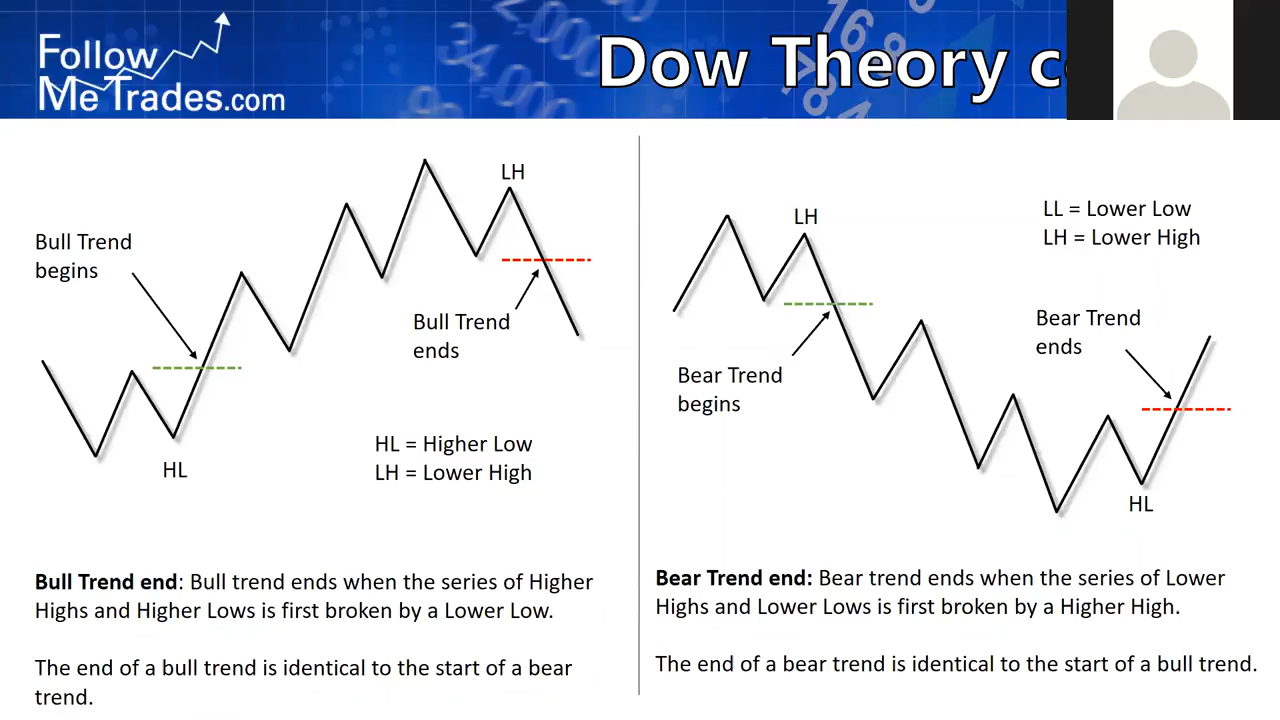 Follow
MeTrades.com
Dow Theory
LH
Bull Trend
begins
Bull Trend
ends
HL = Higher Low
LH = Lower High
HL
Bull Trend end: Bull trend ends when the series of Higher
Highs and Higher Lows is first broken by a Lower Low.
The end of a bull trend is identical to the start of a bear
trend.
LH
LL = Lower Low
LH = Lower High
Bear Trend
ends
Bear Trend
begins
HL
Bear Trend end: Bear trend ends when the series of Lower
Highs and Lower Lows is first broken by a Higher High.
The end of a bear trend is identical to the start of a bull trend.